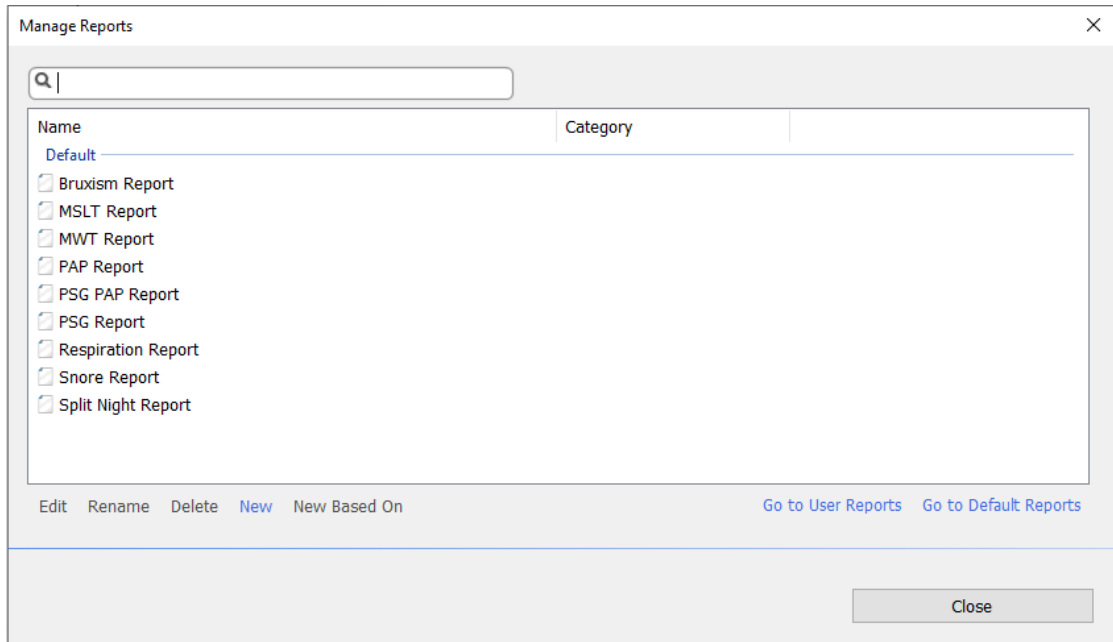 Manage Reports
Name Category
Default
Bruxism Report
MSLT Report
MWT Report
PAP Report
PSG PAP Report
PSG Report
Respiration Report
Snore Report
Split Night Report
Edit Rename Delete New New Based On Go to User Reports Go to Default Reports
Close